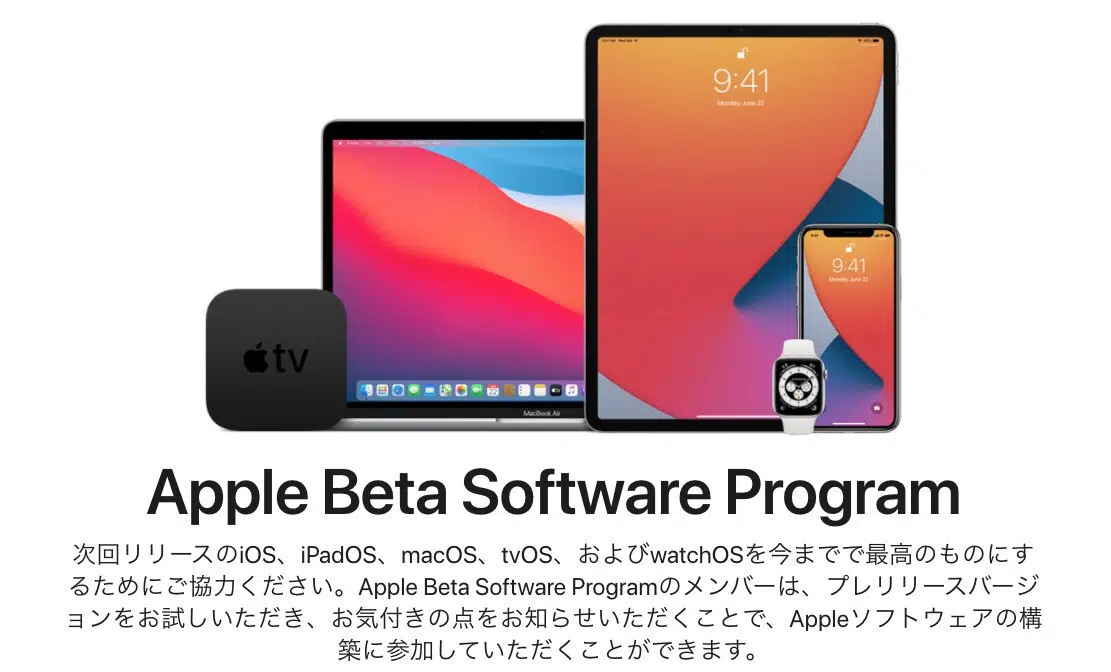 9:41
Monday, June 22
9:41
Monday, June 22
tv
MacBook Air
Apple Beta Software Program
次回リリースのiOS、iPadOS、macOS、tvOS、およびwatchOSを今までで最高のものにす
るためにご協力ください。Apple Beta Software Programのメンバーは、プレリリースバージ
ョンをお試しいただき、お気付きの点をお知らせいただくことで、Appleソフトウェアの構
築に参加していただくことができます。